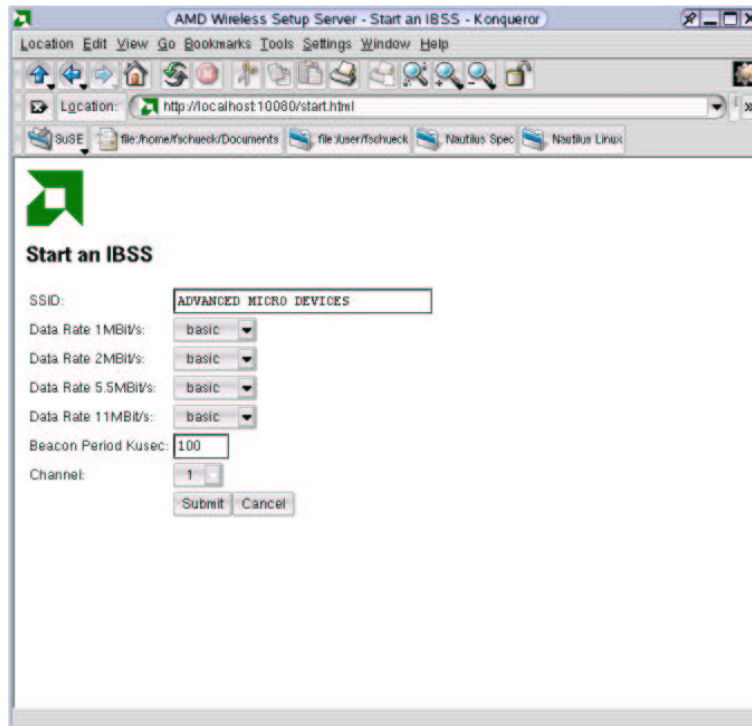 AMD Wireless Setup Server - Start an IBSS - Konqueror
Location Edit View Go Bookmarks Tools Settings Window Help
Location: http://localhost:10080/start.html
SuSE file:/home/fschueck/Documents file:/user/fschueck Nautilus Spec Nautilus Linux
Start an IBSS
SSID: ADVANCED MICRO DEVICES
Data Rate 1MBit/s: basic
Data Rate 2MBit/s: basic
Data Rate 5.5MBit/s: basic
Data Rate 11MBit/s: basic
Beacon Period Kusec: 100
Channel: 1
Submit Cancel